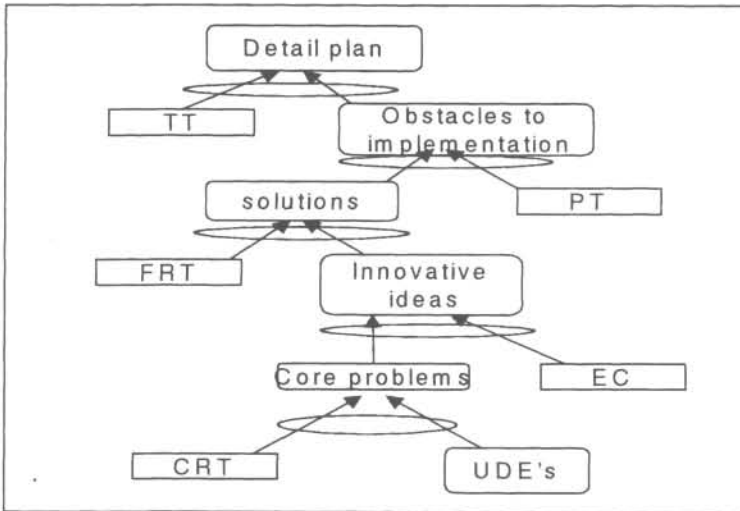 Detail plan
TT
Obstacles to
implementation
solutions
PT
FRT
Innovative
ideas
Core problems
EC
CRT
UDE's